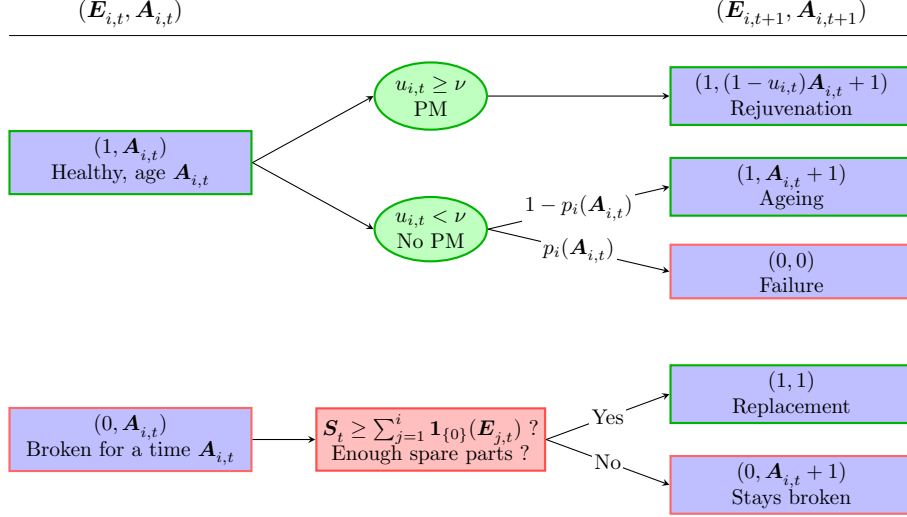 (𝑬_{i,t}, 𝑨_{i,t})
(𝑬_{i,t+1}, 𝑨_{i,t+1})
u_{i,t} ≥ ν
PM
(1, (1 − u_{i,t})𝑨_{i,t} + 1)
Rejuvenation
(1, 𝑨_{i,t})
Healthy, age 𝑨_{i,t}
u_{i,t} < ν
No PM
1 − p_i(𝑨_{i,t})
(1, 𝑨_{i,t} + 1)
Ageing
p_i(𝑨_{i,t})
(0, 0)
Failure
(0, 𝑨_{i,t})
Broken for a time 𝑨_{i,t}
𝑺_t ≥ ∑_{j=1}^{i} 𝟏_{{0}}(𝑬_{j,t}) ?
Enough spare parts ?
Yes
(1, 1)
Replacement
No
(0, 𝑨_{i,t} + 1)
Stays broken